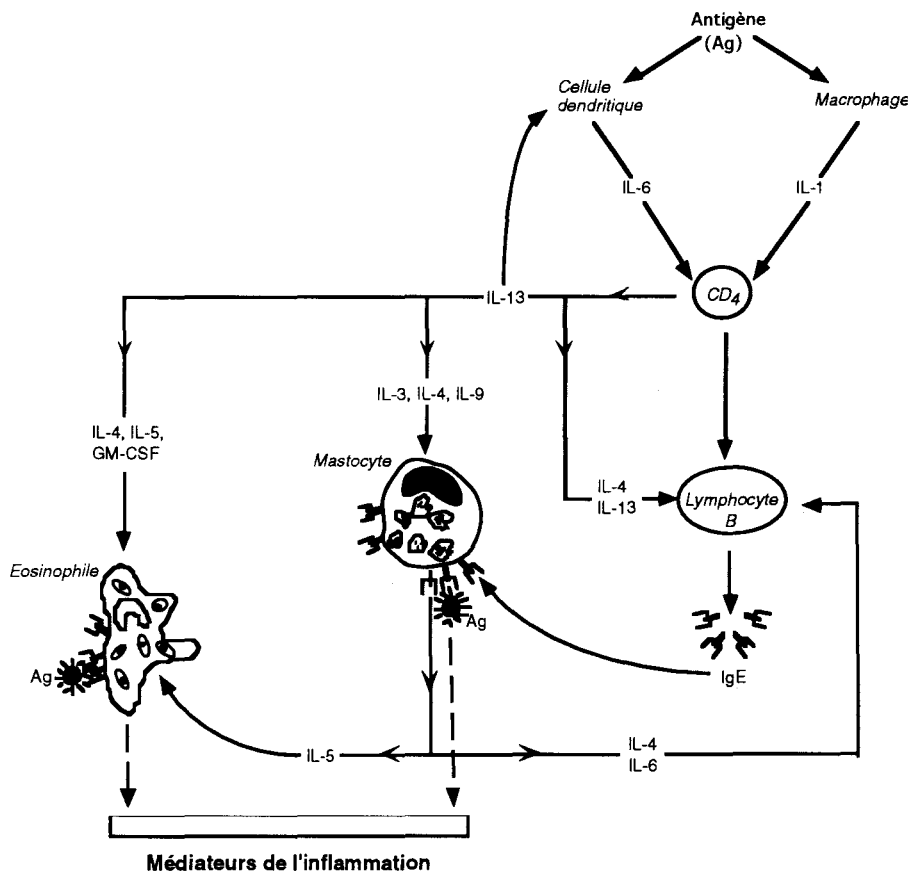 Antigène
(Ag)
Cellule
dendritique
Macrophage
IL-6
IL-1
IL-13
CD4
IL-3, IL-4, IL-9
IL-4, IL-5,
GM-CSF
Mastocyte
IL-4
IL-13
Lymphocyte
B
Eosinophile
Ag
Ag
IgE
IL-5
IL-4
IL-6
Médiateurs de l'inflammation